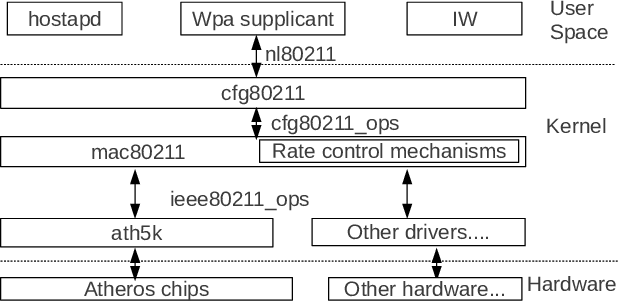 hostapd
Wpa supplicant
IW
User
Space
nl80211
cfg80211
cfg80211_ops
Kernel
mac80211
Rate control mechanisms
ieee80211_ops
ath5k
Other drivers....
Atheros chips
Other hardware...
Hardware